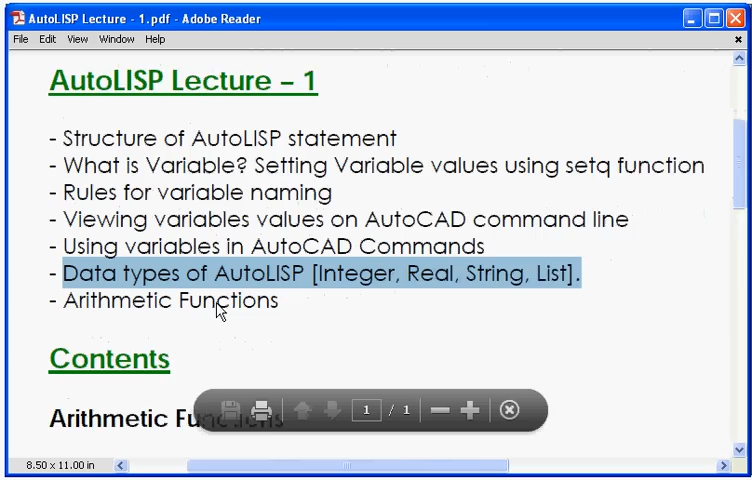 AutoLISP Lecture - 1.pdf - Adobe Reader
File Edit View Window Help
AutoLISP Lecture – 1
- Structure of AutoLISP statement
- What is Variable? Setting Variable values using setq function
- Rules for variable naming
- Viewing variables values on AutoCAD command line
- Using variables in AutoCAD Commands
- Data types of AutoLISP [Integer, Real, String, List].
- Arithmetic Functions
Contents
1 / 1
Arithmetic Functions
8.50 x 11.00 in